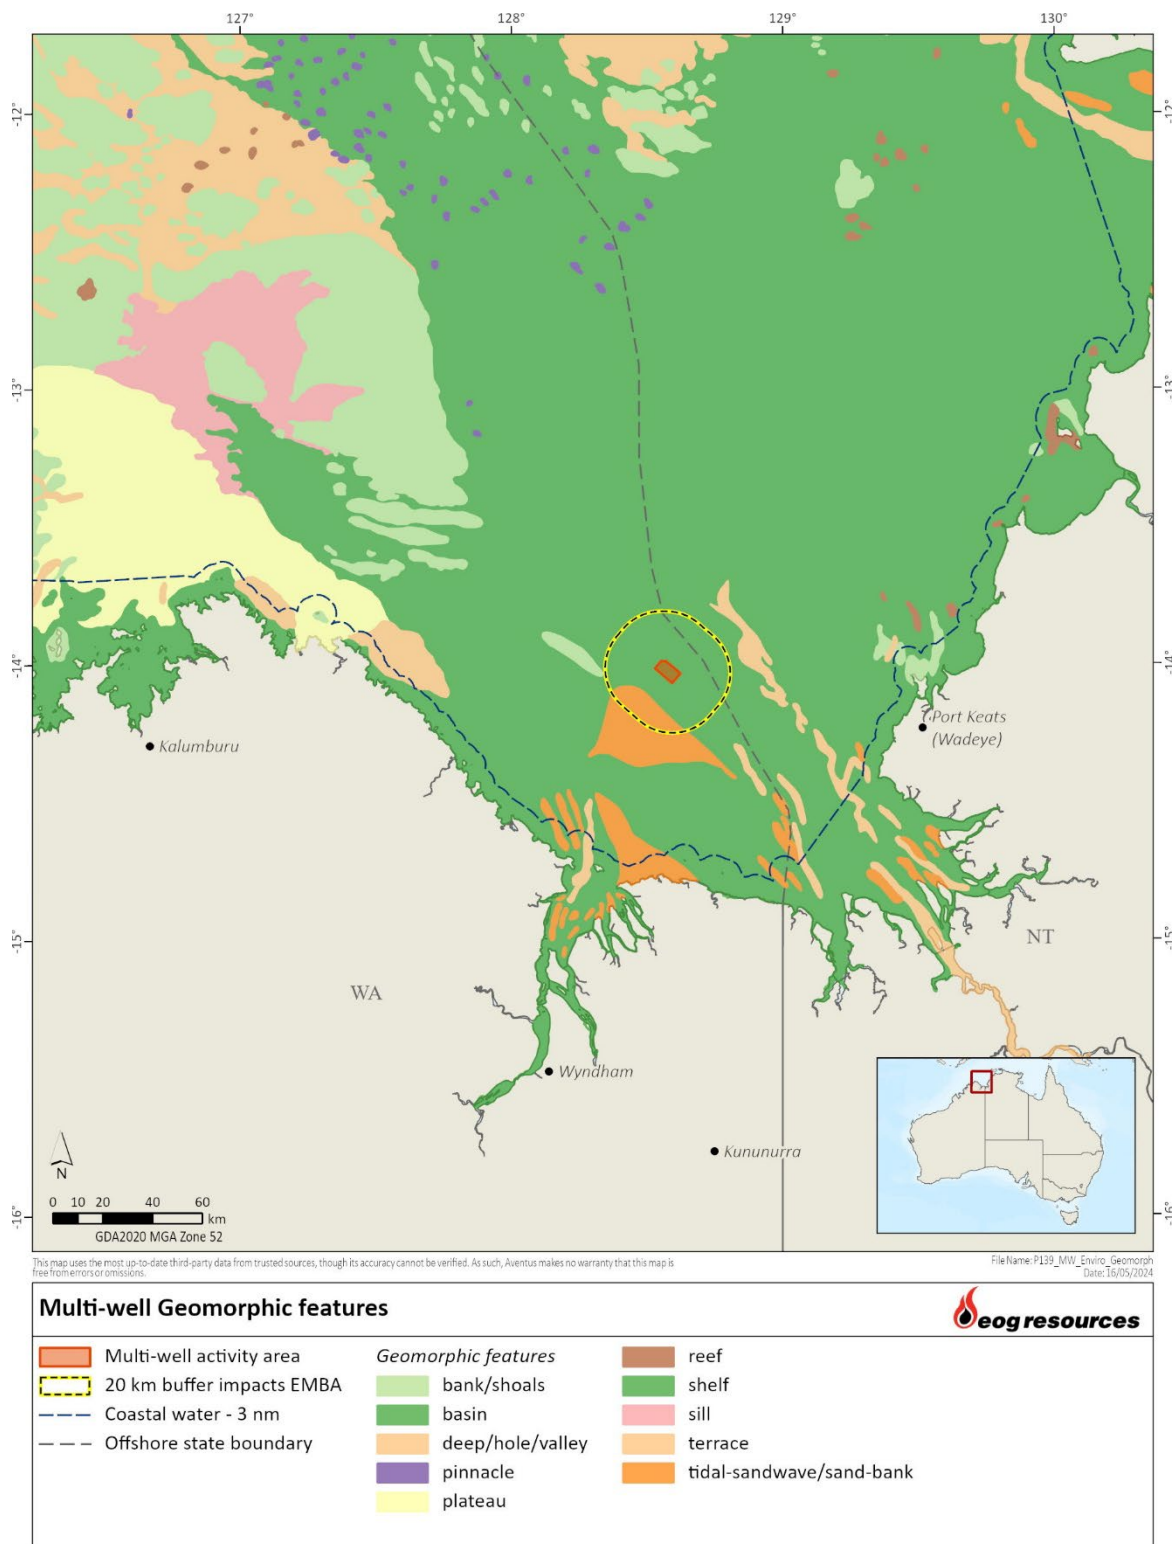 127°
128°
129°
130°
-12°
-12°
-13°
-13°
-14°
-14°
Port Keats
(Wadeye)
Kalumburu
-15°
-15°
NT
WA
Wyndham
Kununurra
N
0 10 20 40 60
km
GDA2020 MGA Zone 52
-16°
-16°
This map uses the most up-to-date third-party data from trusted sources, though its accuracy cannot be verified. As such, Aventus makes no warranty that this map is
free from errors or omissions.
File Name: P139_MW_Enviro_Geomorph
Date: 16/05/2024
Multi-well Geomorphic features
eog resources
Multi-well activity area
20 km buffer impacts EMBA
Coastal water - 3 nm
Offshore state boundary
Geomorphic features
bank/shoals
basin
deep/hole/valley
pinnacle
plateau
reef
shelf
sill
terrace
tidal-sandwave/sand-bank